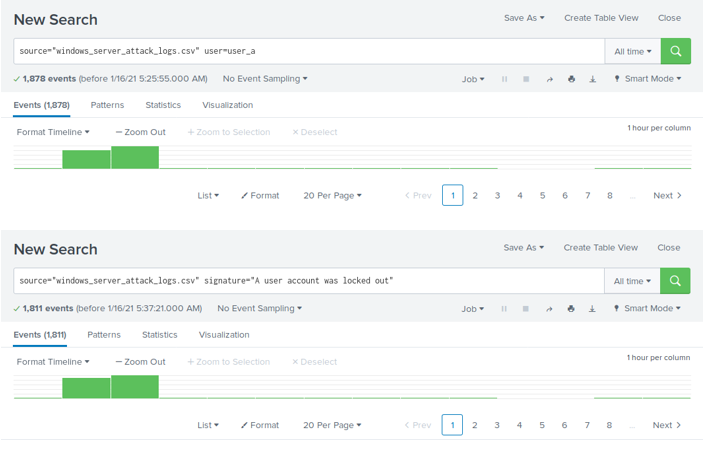 New Search
Save As Create Table View Close
source="windows_server_attack_logs.csv" user=user_a
All time
1,878 events (before 1/16/21 5:25:55.000 AM) No Event Sampling Job Smart Mode
Events (1,878) Patterns Statistics Visualization
Format Timeline — Zoom Out + Zoom to Selection × Deselect
1 hour per column
List Format 20 Per Page < Prev 1 2 3 4 5 6 7 8 ... Next >
New Search
Save As Create Table View Close
source="windows_server_attack_logs.csv" signature="A user account was locked out"
All time
1,811 events (before 1/16/21 5:37:21.000 AM) No Event Sampling Job Smart Mode
Events (1,811) Patterns Statistics Visualization
Format Timeline — Zoom Out + Zoom to Selection × Deselect
1 hour per column
List Format 20 Per Page < Prev 1 2 3 4 5 6 7 8 ... Next >